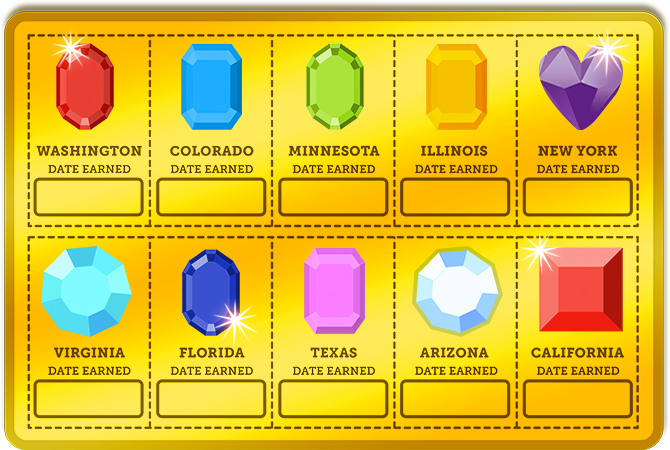 WASHINGTON COLORADO MINNESOTA ILLINOIS NEW YORK
DATE EARNED DATE EARNED DATE EARNED DATE EARNED DATE EARNED
VIRGINIA FLORIDA TEXAS ARIZONA CALIFORNIA
DATE EARNED DATE EARNED DATE EARNED DATE EARNED DATE EARNED